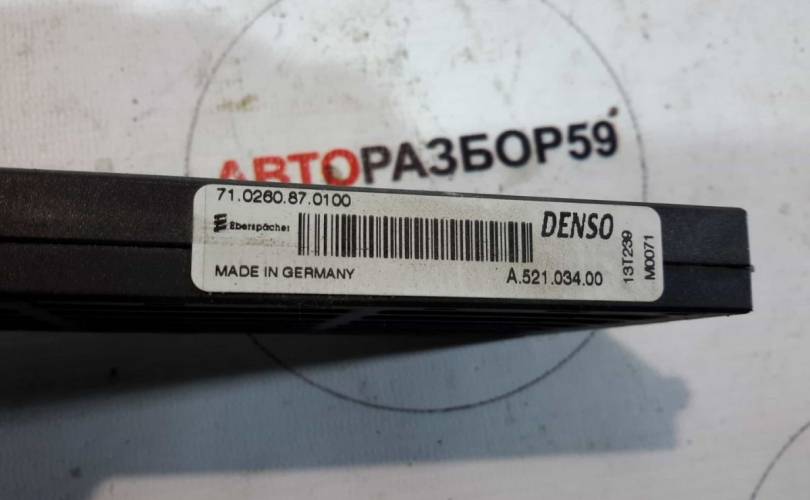 АВТОРАЗБОР59
71.0260.87.0100
Eberspächer
DENSO
MADE IN GERMANY
A.521.034.00
13T239
M0071